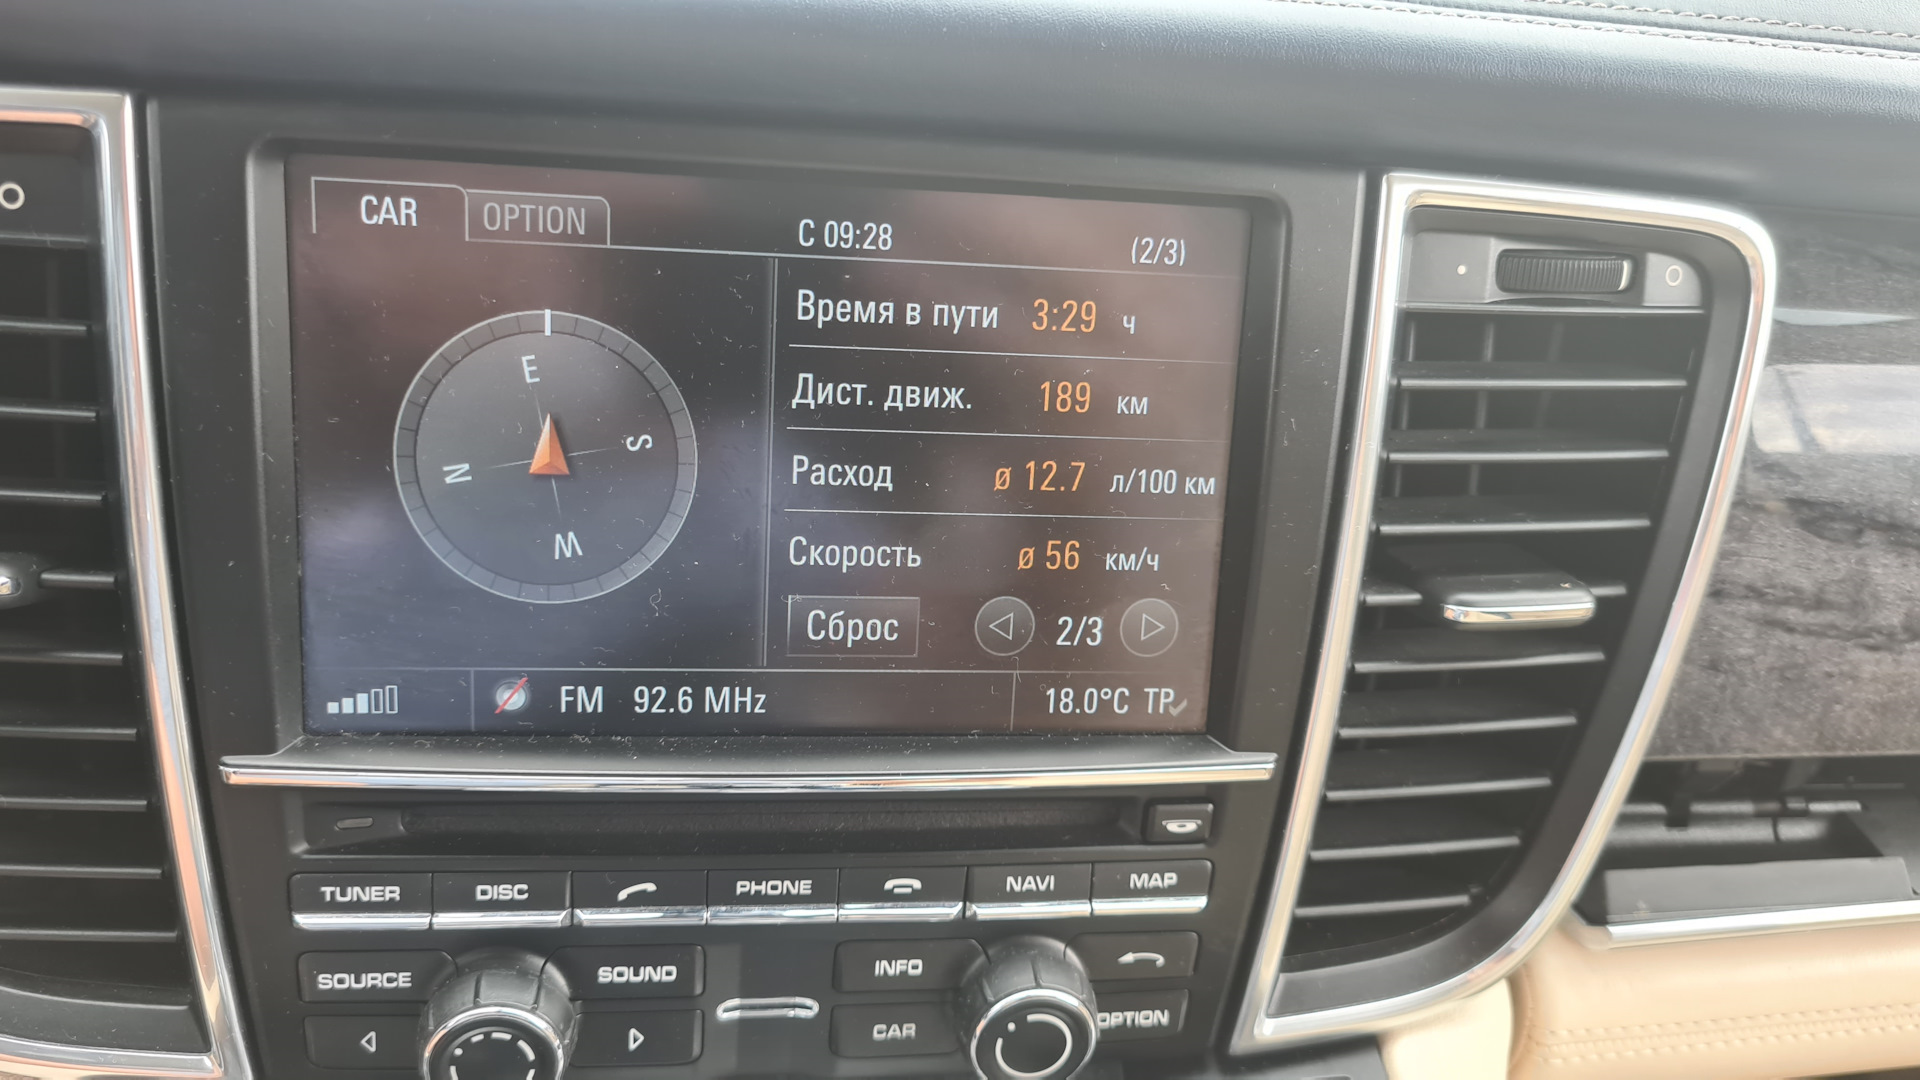 CAR OPTION
С 09:28 (2/3)
Время в пути 3:29 ч
Дист. движ. 189 км
Расход ø 12.7 л/100 км
Скорость ø 56 км/ч
Сброс 2/3
E
S
N
W
FM 92.6 MHz 18.0°C TP
TUNER DISC PHONE NAVI MAP
SOURCE SOUND INFO
CAR OPTION